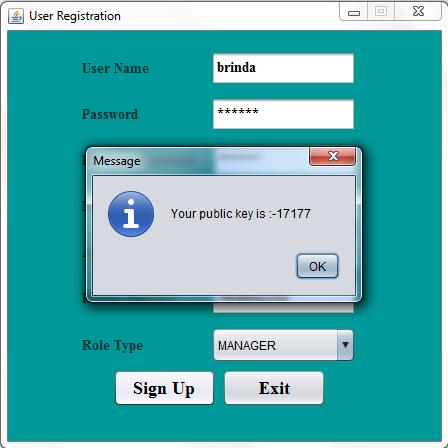 User Registration
User Name
brinda
Password
******
Message
Your public key is :-17177
OK
Role Type
MANAGER
Sign Up
Exit